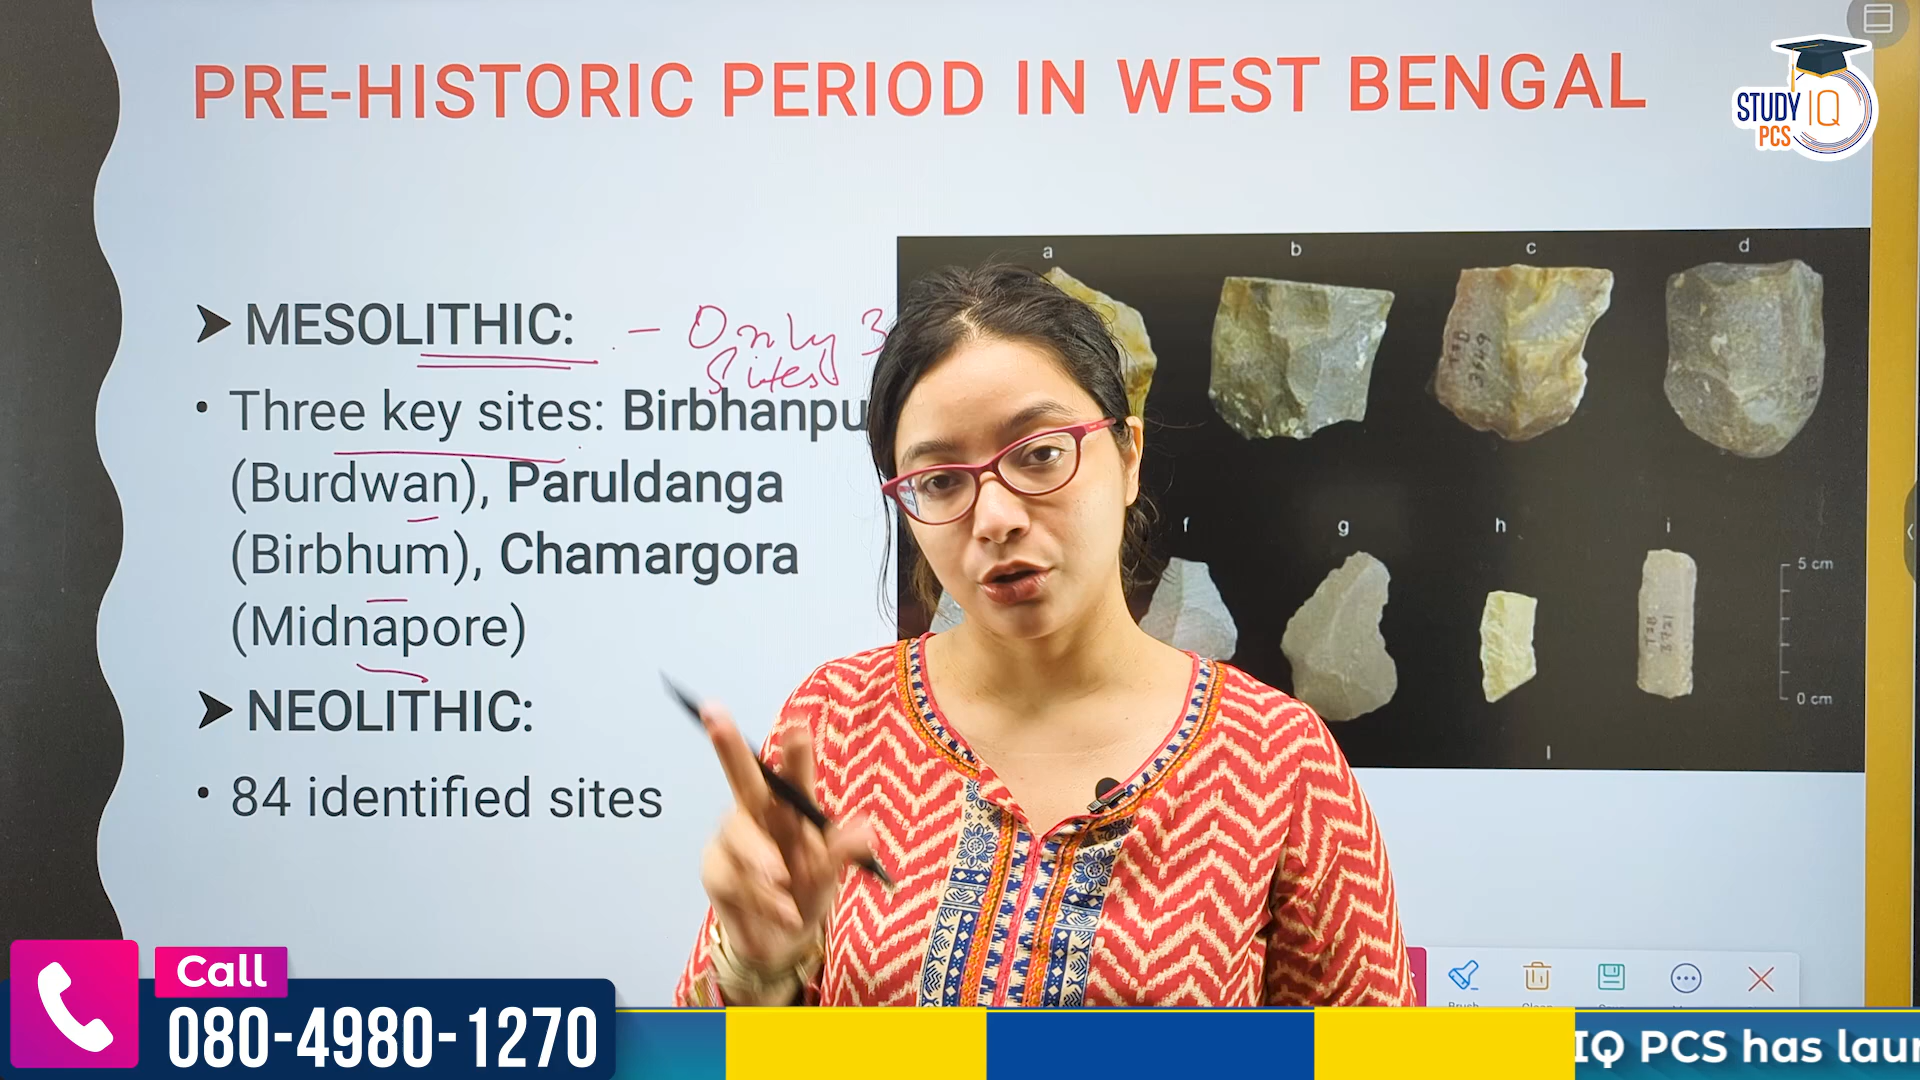 PRE-HISTORIC PERIOD IN WEST BENGAL
STUDY IQ
PCS
➤ MESOLITHIC: - Only 3
Sites
• Three key sites: Birbhanpu
(Burdwan), Paruldanga
(Birbhum), Chamargora
(Midnapore)
➤ NEOLITHIC:
• 84 identified sites
a b c d
f g h i
5 cm
0 cm
l
Call
080-4980-1270
IQ PCS has laun